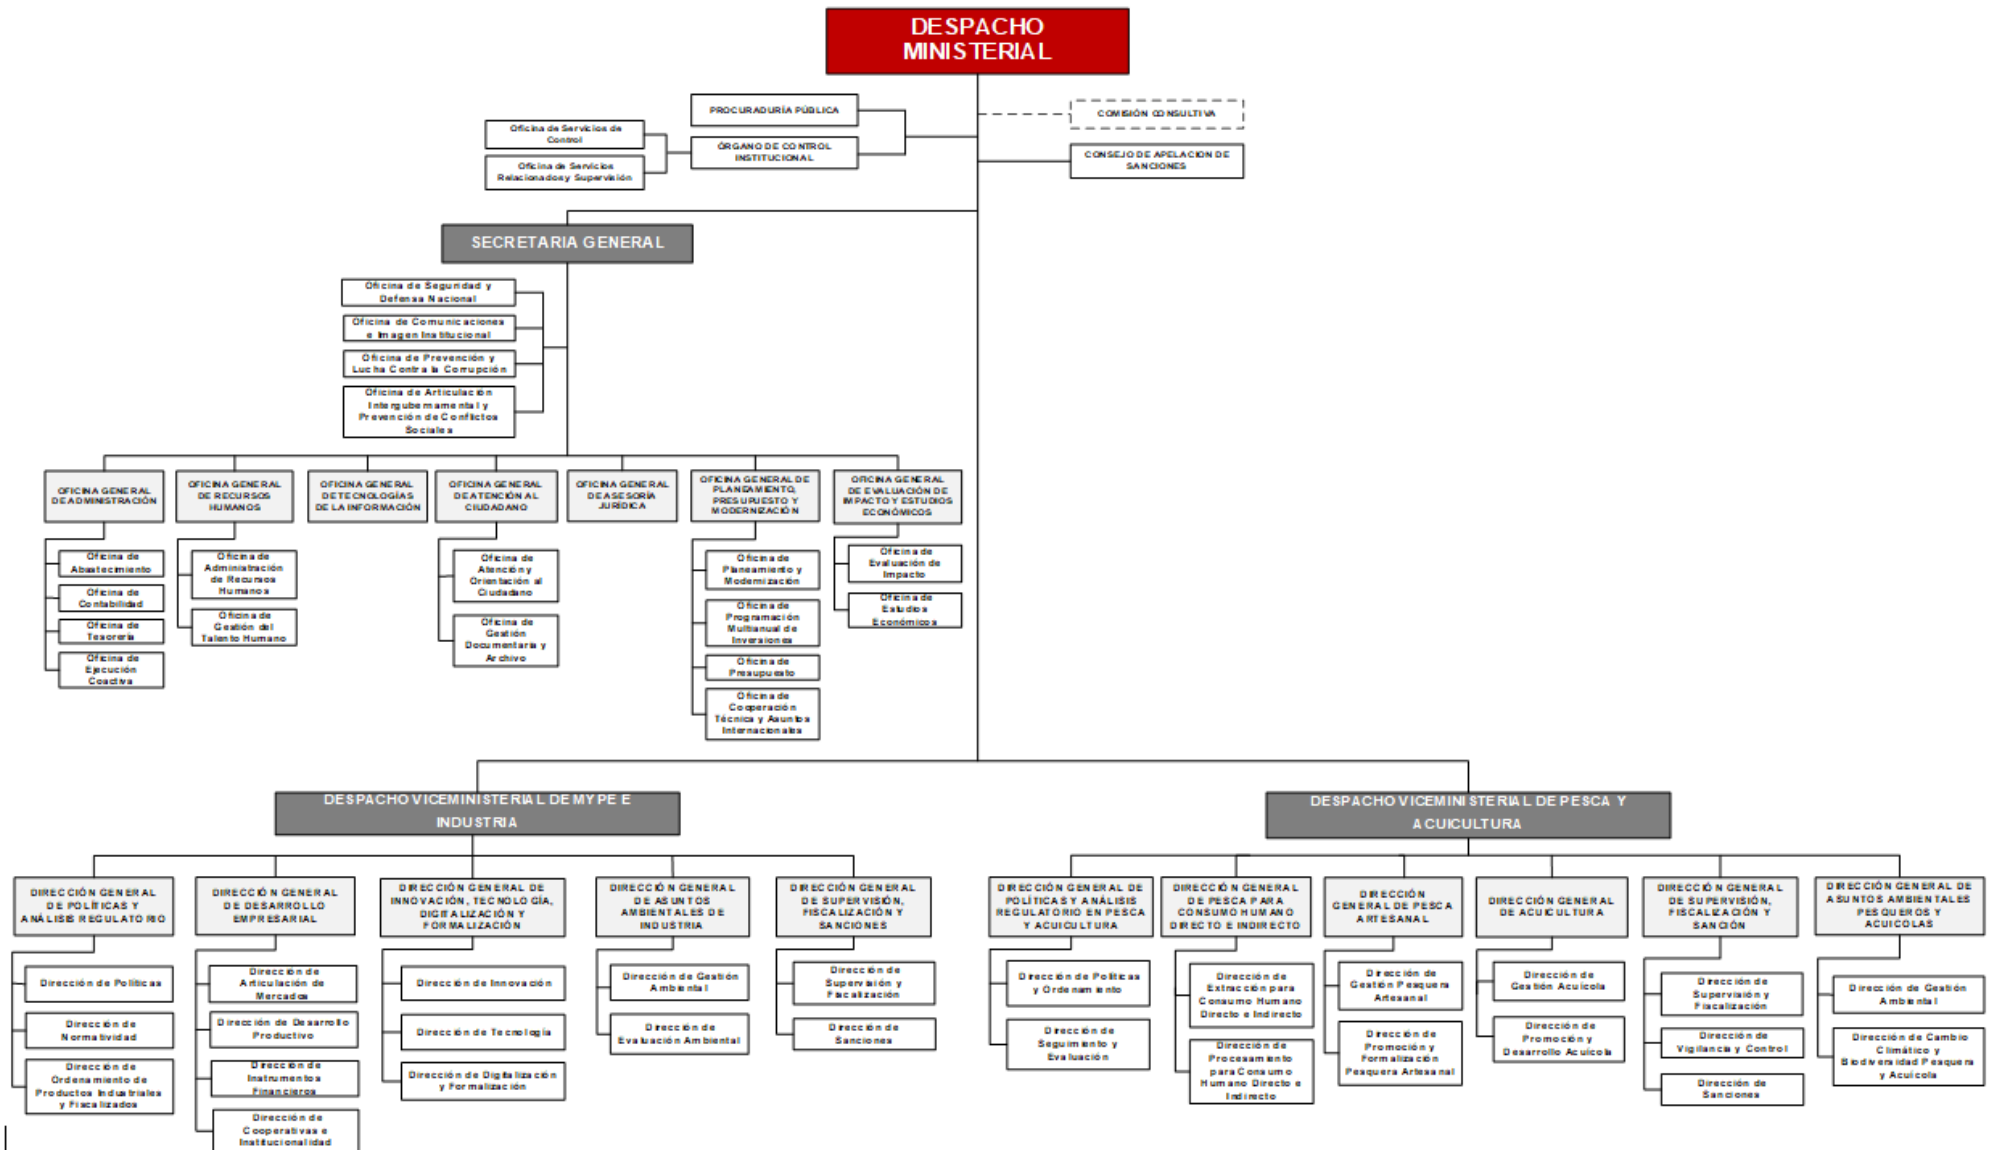 DESPACHO
MINISTERIAL
PROCURADURÍA PÚBLICA
COMISIÓN CONSULTIVA
Oficina de Servicios de
Control
ÓRGANO DE CONTROL
INSTITUCIONAL
CONSEJO DE APELACION DE
SANCIONES
Oficina de Servicios
Relacionados y Supervisión
SECRETARIA GENERAL
Oficina de Seguridad y
Defensa Nacional
Oficina de Comunicaciones
e Imagen Institucional
Oficina de Prevención y
Lucha Contra la Corrupción
Oficina de Articulación
Intergubernamental y
Prevención de Conflictos
Sociales
OFICINA GENERAL
DE ADMINISTRACIÓN
OFICINA GENERAL
DE RECURSOS
HUMANOS
OFICINA GENERAL
DE TECNOLOGÍAS
DE LA INFORMACIÓN
OFICINA GENERAL
DE ATENCIÓN AL
CIUDADANO
OFICINA GENERAL
DE ASESORÍA
JURÍDICA
OFICINA GENERAL DE
PLANEAMIENTO,
PRESUPUESTO Y
MODERNIZACIÓN
OFICINA GENERAL
DE EVALUACIÓN DE
IMPACTO Y ESTUDIOS
ECONÓMICOS
Oficina de
Abastecimiento
Oficina de
Contabilidad
Oficina de
Tesorería
Oficina de
Ejecución
Coactiva
Oficina de
Administración
de Recursos
Humanos
Oficina de
Gestión del
Talento Humano
Oficina de
Atención y
Orientación al
Ciudadano
Oficina de
Gestión
Documentaria y
Archivo
Oficina de
Planeamiento y
Modernización
Oficina de
Programación
Multianual de
Inversiones
Oficina de
Presupuesto
Oficina de
Cooperación
Técnica y Asuntos
Internacionales
Oficina de
Evaluación de
Impacto
Oficina de
Estudios
Económicos
DESPACHO VICEMINISTERIAL DE MYPE E
INDUSTRIA
DESPACHO VICEMINISTERIAL DE PESCA Y
ACUICULTURA
DIRECCIÓN GENERAL
DE POLÍTICAS Y
ANÁLISIS REGULATORIO
DIRECCIÓN GENERAL
DE DESARROLLO
EMPRESARIAL
DIRECCIÓN GENERAL DE
INNOVACIÓN, TECNOLOGÍA,
DIGITALIZACIÓN Y
FORMALIZACIÓN
DIRECCIÓN GENERAL
DE ASUNTOS
AMBIENTALES DE
INDUSTRIA
DIRECCIÓN GENERAL
DE SUPERVISIÓN,
FISCALIZACIÓN Y
SANCIONES
DIRECCIÓN GENERAL DE
POLÍTICAS Y ANÁLISIS
REGULATORIO EN PESCA
Y ACUICULTURA
DIRECCIÓN GENERAL
DE PESCA PARA
CONSUMO HUMANO
DIRECTO E INDIRECTO
DIRECCIÓN
GENERAL DE PESCA
ARTESANAL
DIRECCIÓN GENERAL
DE ACUICULTURA
DIRECCIÓN GENERAL
DE SUPERVISIÓN,
FISCALIZACIÓN Y
SANCIÓN
DIRECCIÓN GENERAL DE
ASUNTOS AMBIENTALES
PESQUEROS Y
ACUICOLAS
Dirección de Políticas
Dirección de
Normatividad
Dirección de
Ordenamiento de
Productos Industriales
y Fiscalizados
Dirección de
Articulación de
Mercados
Dirección de Desarrollo
Productivo
Dirección de
Instrumentos
Financieros
Dirección de
Cooperativas e
Institucionalidad
Dirección de Innovación
Dirección de Tecnología
Dirección de Digitalización
y Formalización
Dirección de Gestión
Ambiental
Dirección de
Evaluación Ambiental
Dirección de
Supervisión y
Fiscalización
Dirección de
Sanciones
Dirección de Políticas
y Ordenamiento
Dirección de
Seguimiento y
Evaluación
Dirección de
Extracción para
Consumo Humano
Directo e Indirecto
Dirección de
Procesamiento
para Consumo
Humano Directo e
Indirecto
Dirección de
Gestión Pesquera
Artesanal
Dirección de
Promoción y
Formalización
Pesquera Artesanal
Dirección de
Gestión Acuícola
Dirección de
Promoción y
Desarrollo Acuícola
Dirección de
Supervisión y
Fiscalización
Dirección de
Vigilancia y Control
Dirección de
Sanciones
Dirección de Gestión
Ambiental
Dirección de Cambio
Climático y
Biodiversidad Pesquera
y Acuícola